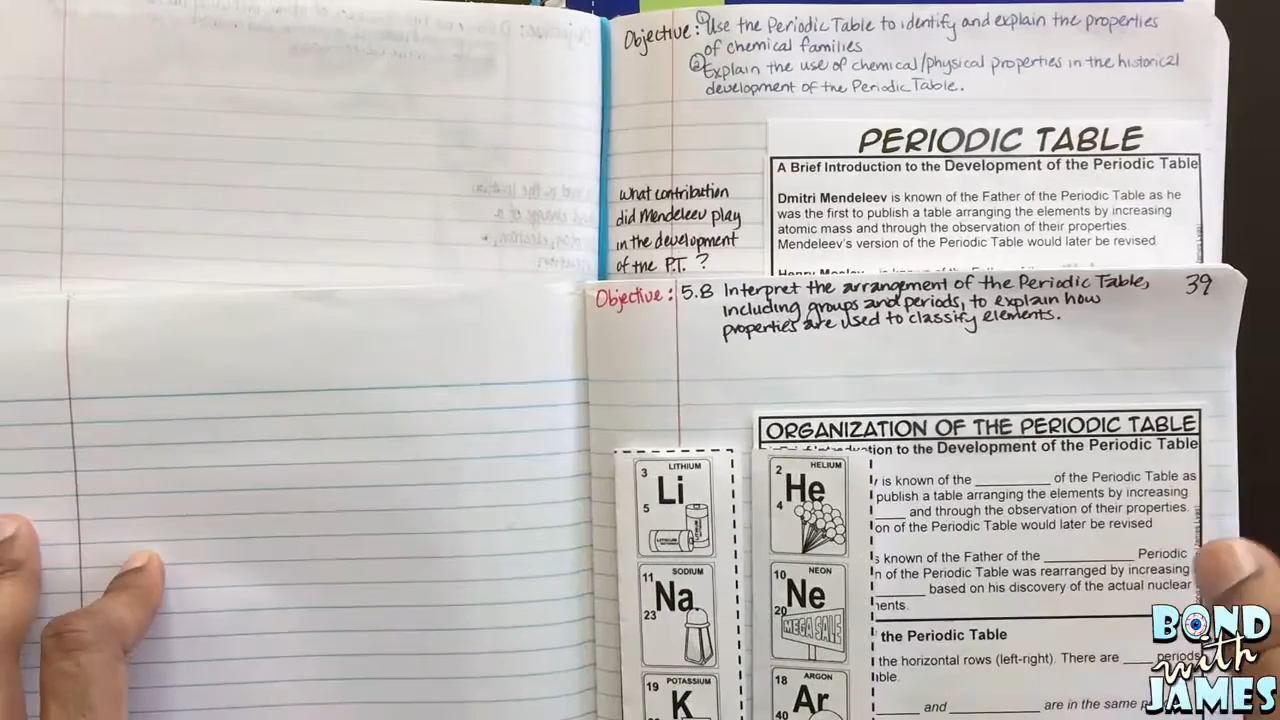 Objective: ① Use the Periodic Table to identify and explain the properties
of chemical families
② Explain the use of chemical/physical properties in the historical
development of the Periodic Table.
PERIODIC TABLE
A Brief Introduction to the Development of the Periodic Table
Dmitri Mendeleev is known of the Father of the Periodic Table as he
was the first to publish a table arranging the elements by increasing
atomic mass and through the observation of their properties.
Mendeleev's version of the Periodic Table would later be revised
What contribution
did Mendeleev play
in the development
of the P.T. ?
Objective: 5.8 Interpret the arrangement of the Periodic Table,
including groups and periods, to explain how
properties are used to classify elements.
39
ORGANIZATION OF THE PERIODIC TABLE
tion to the Development of the Periodic Table
is known of the __________ of the Periodic Table as
publish a table arranging the elements by increasing
____ and through the observation of their properties.
on of the Periodic Table would later be revised
s known of the Father of the ____________ Periodic
n of the Periodic Table was rearranged by increasing
_______ based on his discovery of the actual nuclear
ents.
the Periodic Table
the horizontal rows (left-right). There are ____ periods
ble.
______ and ____________ are in the same
3 LITHIUM
Li
5
LITHIUM
11 SODIUM
Na
23
19 POTASSIUM
K
2 HELIUM
He
4
10 NEON
Ne
20
MEGA SALE
18 ARGON
Ar
40
BOND
with
JAMES